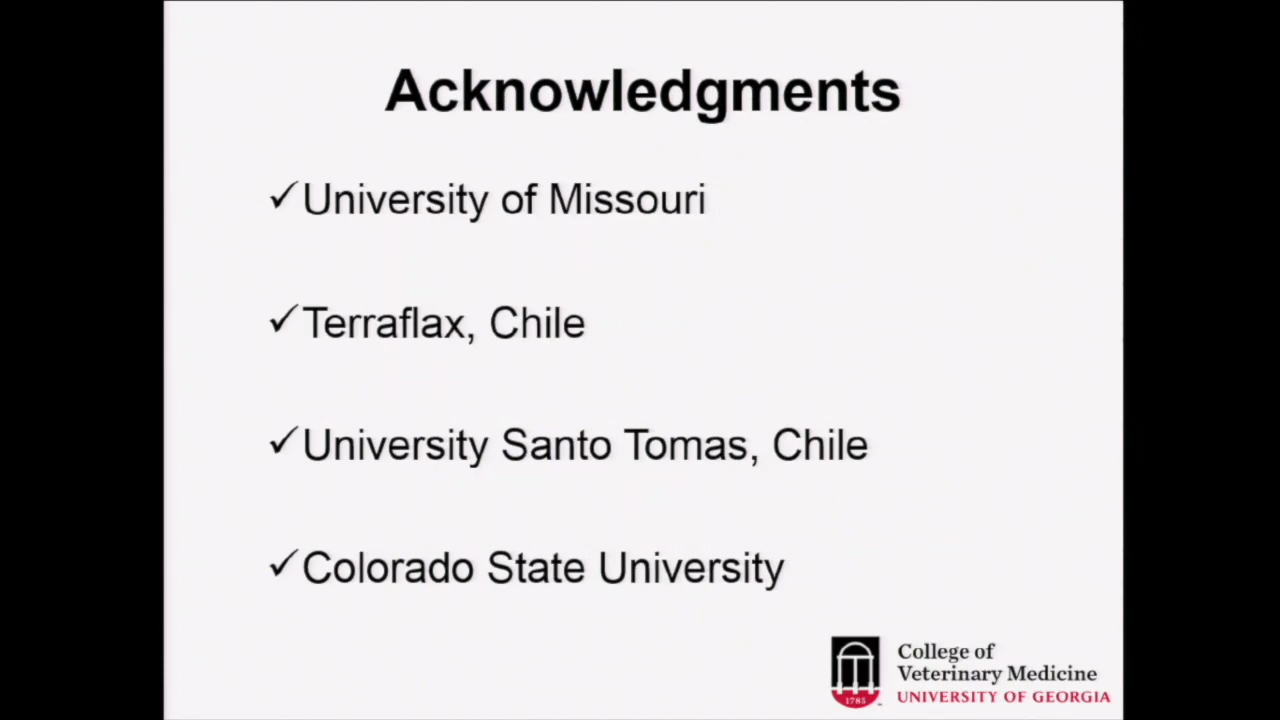 Acknowledgments
✓University of Missouri
✓Terraflax, Chile
✓University Santo Tomas, Chile
✓Colorado State University
College of
Veterinary Medicine
UNIVERSITY OF GEORGIA
1785